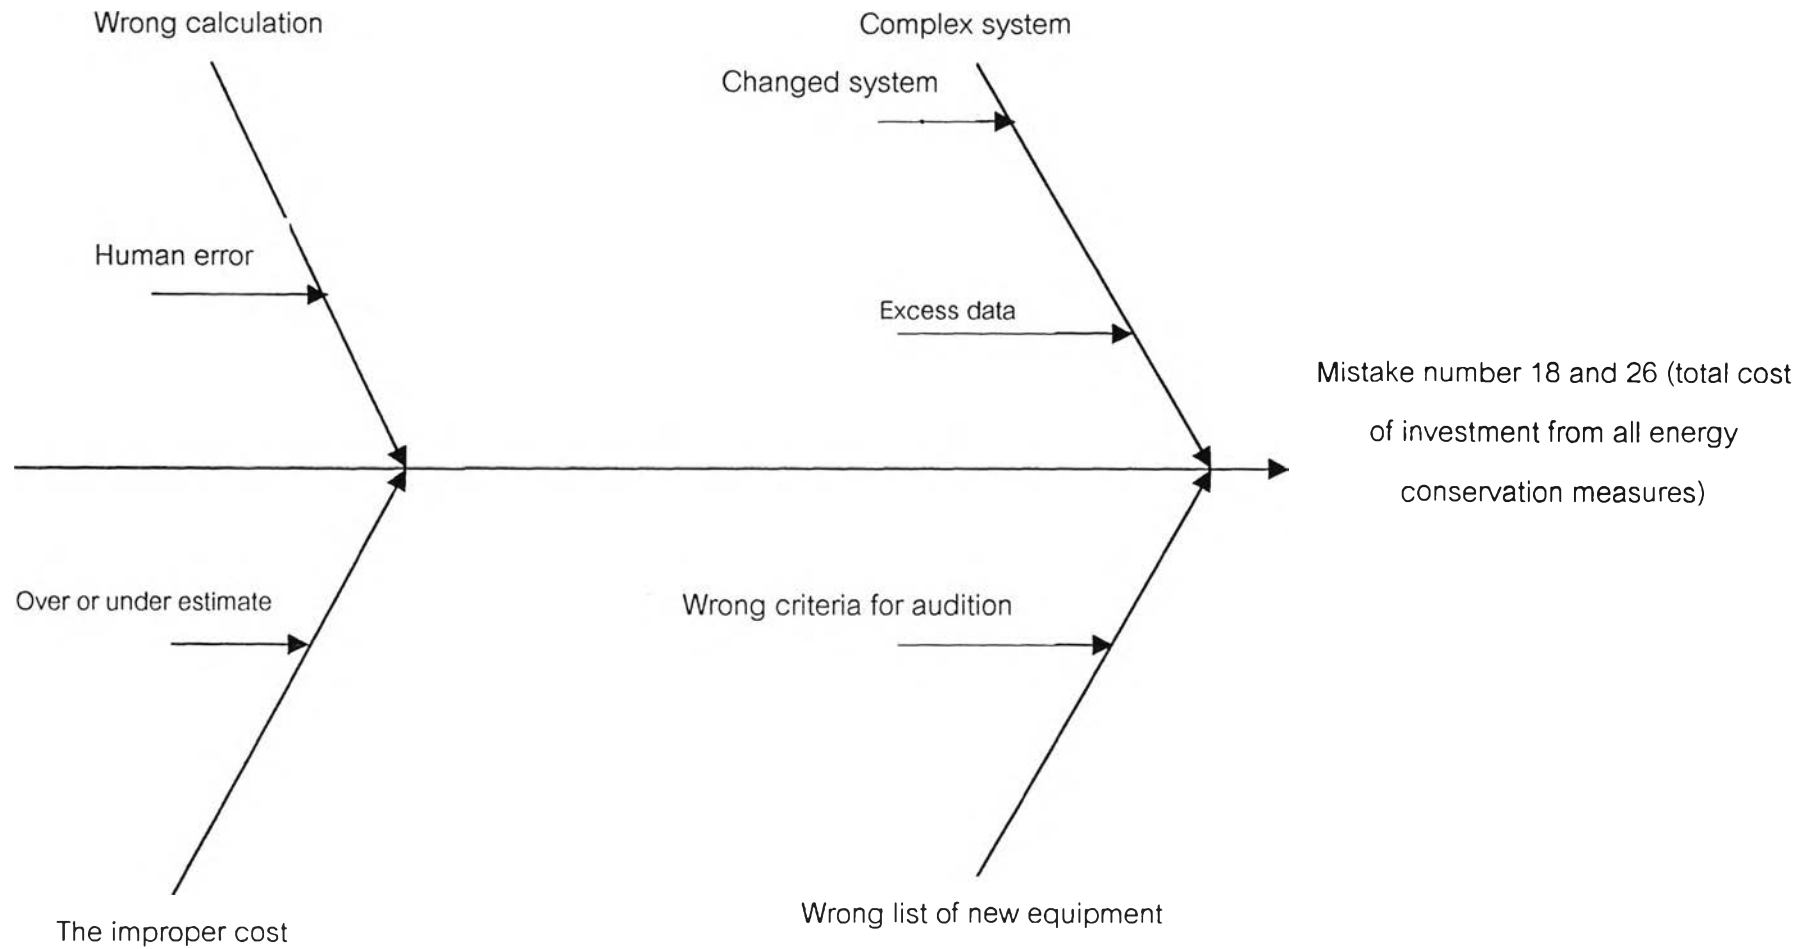 Wrong calculation
Complex system
Changed system
Human error
Excess data
Mistake number 18 and 26 (total cost
of investment from all energy
conservation measures)
Over or under estimate
Wrong criteria for audition
Wrong list of new equipment
The improper cost